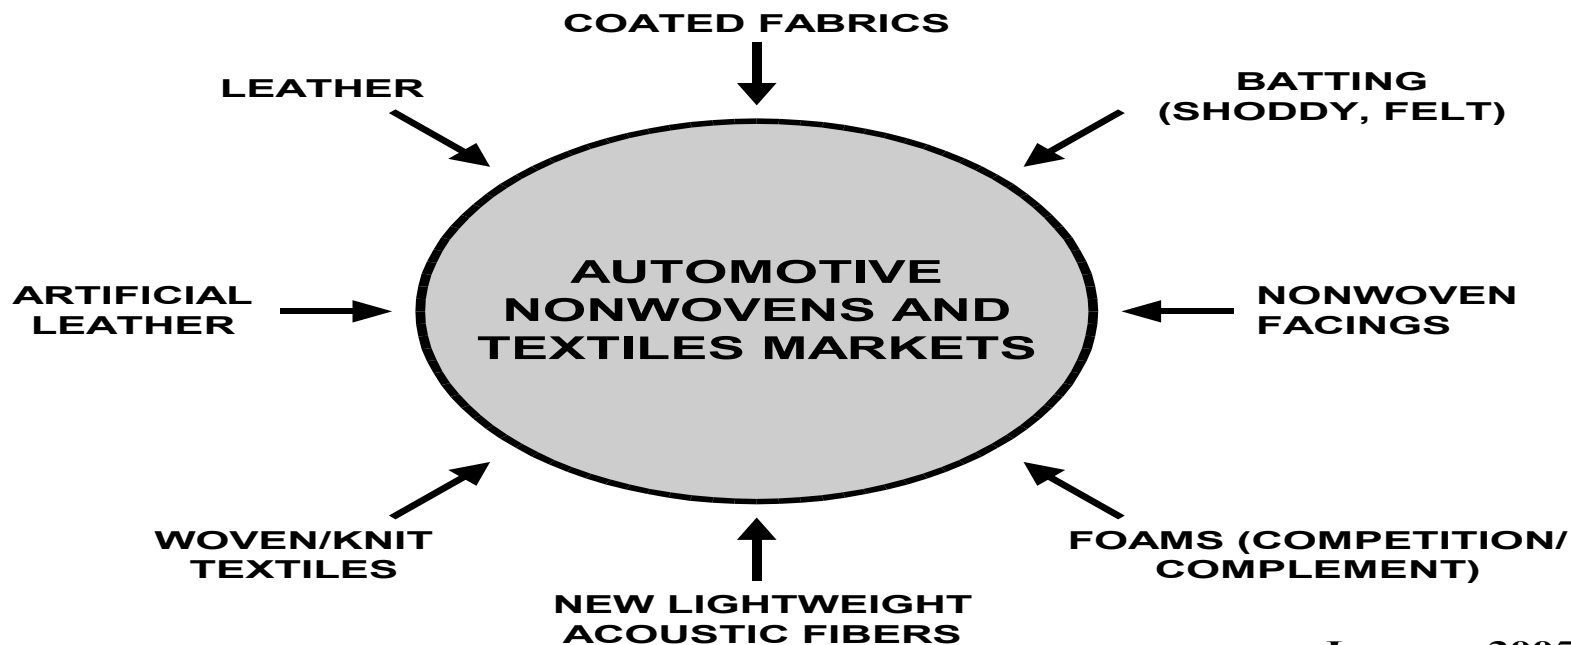 COATED FABRICS
LEATHER
BATTING
(SHODDY, FELT)
AUTOMOTIVE
NONWOVENS AND
TEXTILES MARKETS
ARTIFICIAL
LEATHER
NONWOVEN
FACINGS
WOVEN/KNIT
TEXTILES
FOAMS (COMPETITION/
COMPLEMENT)
NEW LIGHTWEIGHT
ACOUSTIC FIBERS